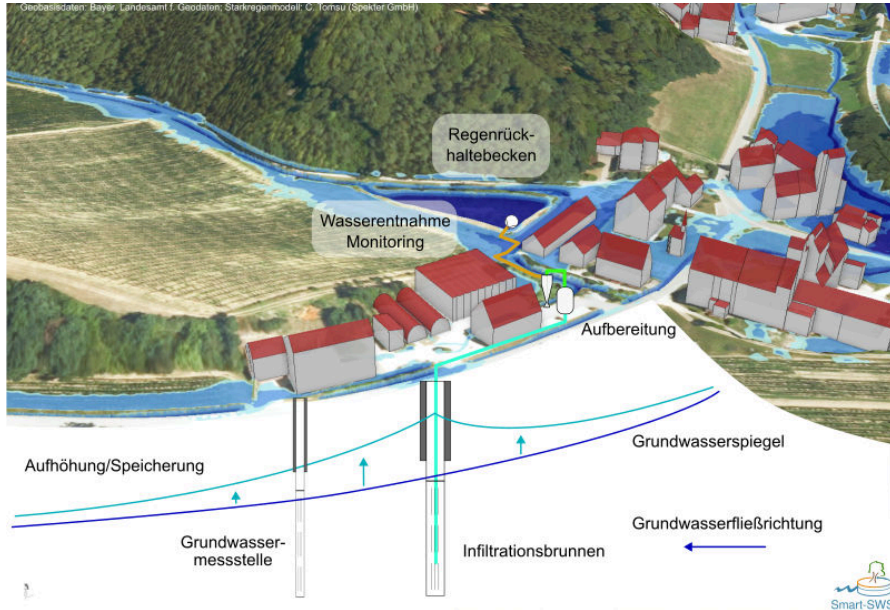 Geobasisdaten: Bayer. Landesamt f. Geodaten; Starkregenmodell: C. Tomsu (Spekter GmbH)
Regenrück-
haltebecken
Wasserentnahme
Monitoring
Aufbereitung
Grundwasserspiegel
Aufhöhung/Speicherung
Grundwasserfließrichtung
Grundwasser-
messstelle
Infiltrationsbrunnen
Smart-SWS